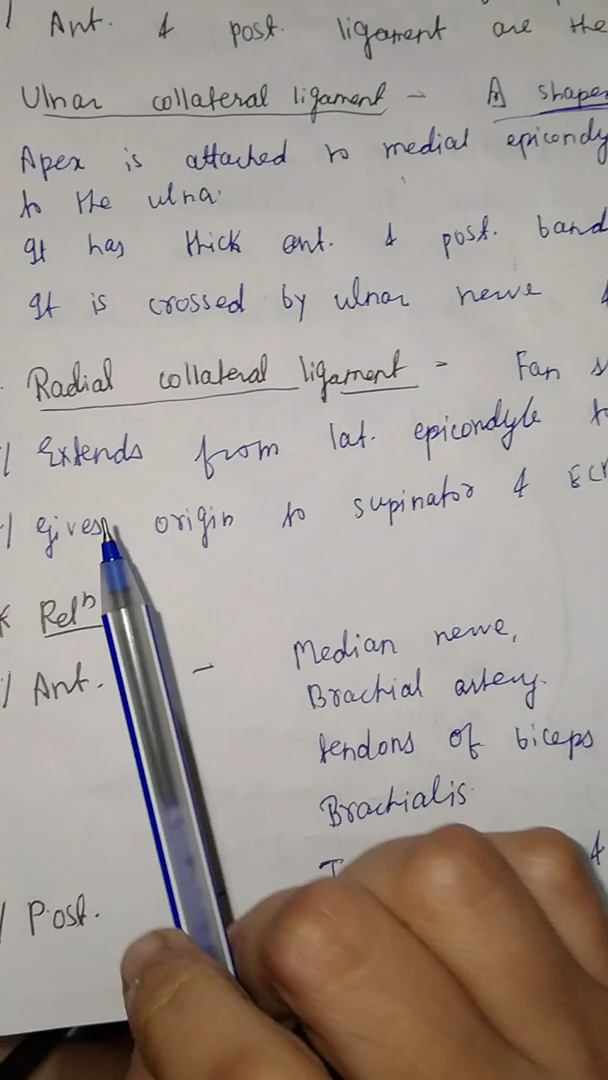 Ant. & post. ligament are the
Ulnar collateral ligament - shape
Apex is attached to medial epicondy
to the ulna.
It has thick ant. & post. band
It is crossed by ulnar nerve &
Radial collateral ligament - Fan s
Extends from lat. epicondyle to
gives origin to supinator & ECR
Relⁿ
Ant. - Median nerve,
Brachial artery.
tendons of biceps
Brachialis.
&
Post.